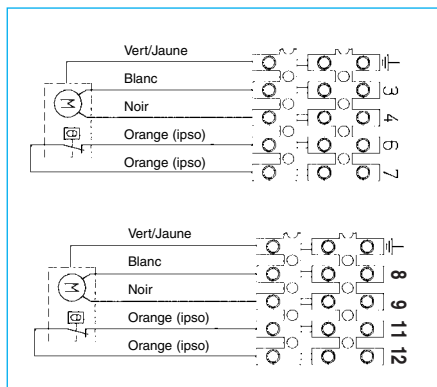 Vert/Jaune
Blanc
3
M
Noir
4
θ
Orange (ipso)
6
Orange (ipso)
7
Vert/Jaune
Blanc
8
M
Noir
9
θ
Orange (ipso)
11
Orange (ipso)
12